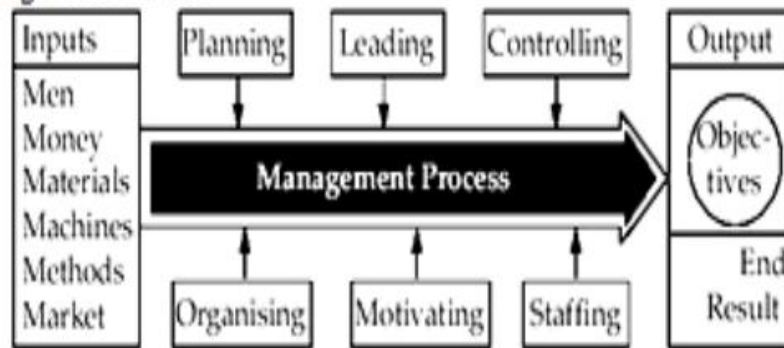 Inputs
Planning
Leading
Controlling
Output
Men
Money
Materials
Machines
Methods
Market
Management Process
Objec-
tives
Organising
Motivating
Staffing
End
Result